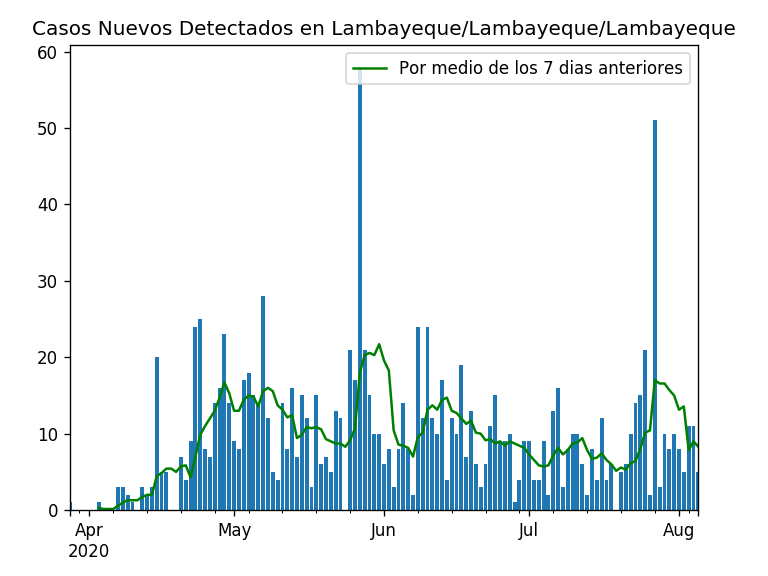 Casos Nuevos Detectados en Lambayeque/Lambayeque/Lambayeque
Por medio de los 7 dias anteriores
60
50
40
30
20
10
0
Apr May Jun Jul Aug
2020